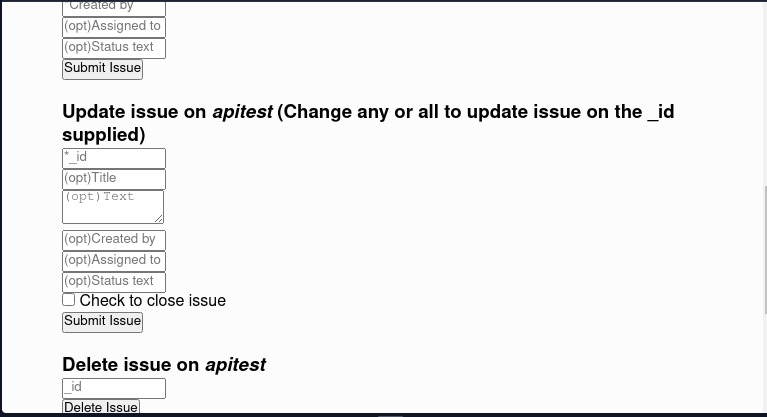 *Created by
(opt)Assigned to
(opt)Status text
Submit Issue
Update issue on apitest (Change any or all to update issue on the _id
supplied)
*_id
(opt)Title
(opt)Text
(opt)Created by
(opt)Assigned to
(opt)Status text
Check to close issue
Submit Issue
Delete issue on apitest
_id
Delete Issue